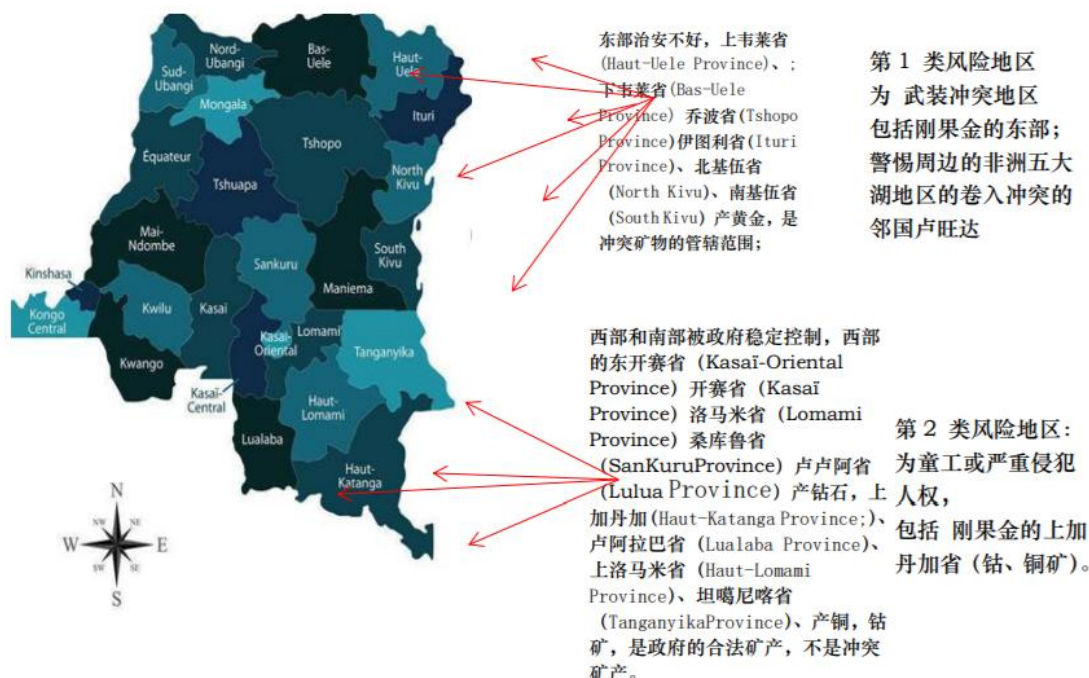 Nord-
Ubangi
Bas-
Uele
Haut-
Uele
Sud-
Ubangi
Mongala
Ituri
Équateur
Tshopo
Tshuapa
North
Kivu
Mai-
Ndombe
South
Kivu
Sankuru
Kinshasa
Maniema
Kongo
Central
Kwilu
Kasai
Lomami
Kasai-
Oriental
Tanganyika
Kwango
Kasaï-
Central
Haut-
Lomami
Lualaba
Haut-
Katanga
N
NW
NE
W
E
SW
SE
S
东部治安不好，上韦莱省
(Haut-Uele Province)、;
下韦莱省(Bas-Uele
Province) 乔波省(Tshopo
Province)伊图利省(Ituri
Province)、北基伍省
(North Kivu)、南基伍省
(South Kivu) 产黄金，是
冲突矿物的管辖范围；
第 1 类风险地区
为 武装冲突地区
包括刚果金的东部；
警惕周边的非洲五大
湖地区的卷入冲突的
邻国卢旺达
西部和南部被政府稳定控制，西部
的东开赛省 (Kasaï-Oriental
Province) 开赛省 (Kasaï
Province) 洛马米省 (Lomami
Province) 桑库鲁省
(SanKuruProvince) 卢卢阿省
(Lulua Province) 产钻石，上
加丹加(Haut-Katanga Province;)、
卢阿拉巴省 (Lualaba Province)、
上洛马米省 (Haut-Lomami
Province)、坦噶尼喀省
(TanganyikaProvince)、产铜，钴
矿，是政府的合法矿产，不是冲突
矿产。
第 2 类风险地区：
为童工或严重侵犯
人权，
包括 刚果金的上加
丹加省 (钴、铜矿)。